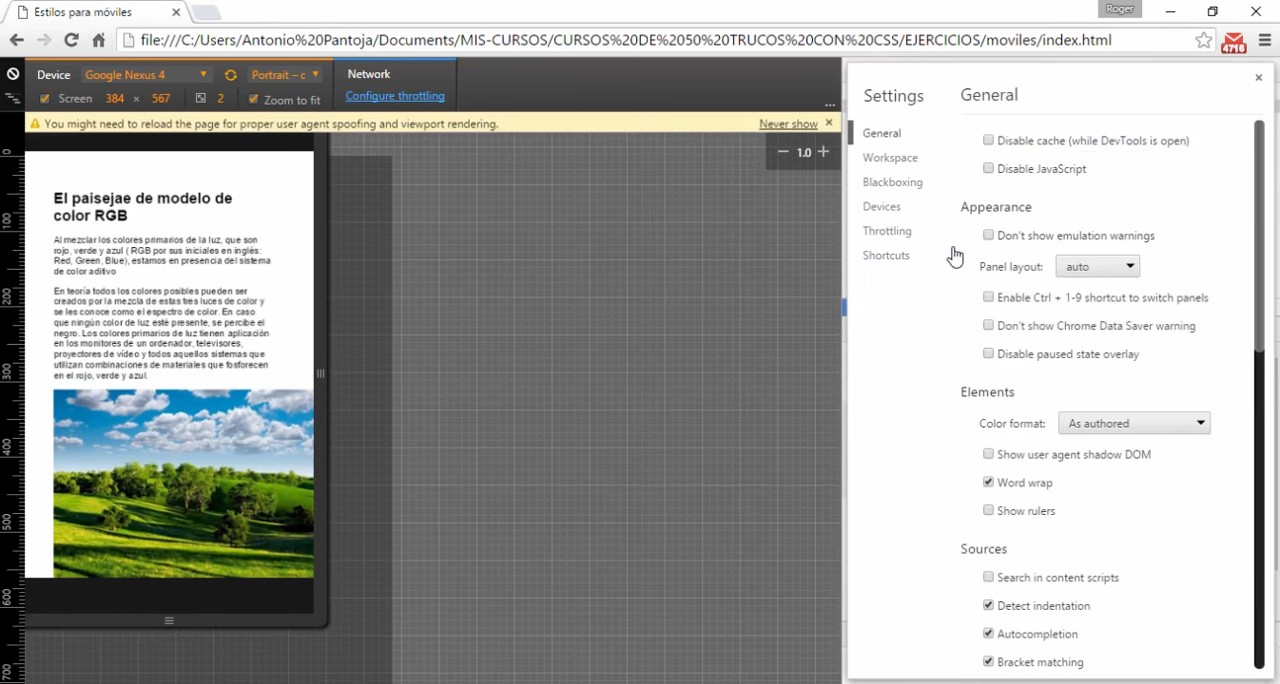 Estilos para móviles
Roger
file:///C:/Users/Antonio%20Pantoja/Documents/MIS-CURSOS/CURSOS%20DE%2050%20TRUCOS%20CON%20CSS/EJERCICIOS/moviles/index.html
4716
Device Google Nexus 4 Portrait – c Network
Screen 384 × 567 2 Zoom to fit Configure throttling
...
You might need to reload the page for proper user agent spoofing and viewport rendering. Never show
− 1.0 +
0
100
200
300
400
500
600
700
El paisejae de modelo de
color RGB
Al mezclar los colores primarios de la luz, que son
rojo, verde y azul ( RGB por sus iniciales en inglés:
Red, Green, Blue), estamos en presencia del sistema
de color aditivo
En teoría todos los colores posibles pueden ser
creados por la mezcla de estas tres luces de color y
se les conoce como el espectro de color. En caso
que ningún color de luz esté presente, se percibe el
negro. Los colores primarios de luz tienen aplicación
en los monitores de un ordenador, televisores,
proyectores de vídeo y todos aquellos sistemas que
utilizan combinaciones de materiales que fosforecen
en el rojo, verde y azul.
Settings
General
Workspace
Blackboxing
Devices
Throttling
Shortcuts
General
Disable cache (while DevTools is open)
Disable JavaScript
Appearance
Don't show emulation warnings
Panel layout: auto
Enable Ctrl + 1-9 shortcut to switch panels
Don't show Chrome Data Saver warning
Disable paused state overlay
Elements
Color format: As authored
Show user agent shadow DOM
Word wrap
Show rulers
Sources
Search in content scripts
Detect indentation
Autocompletion
Bracket matching